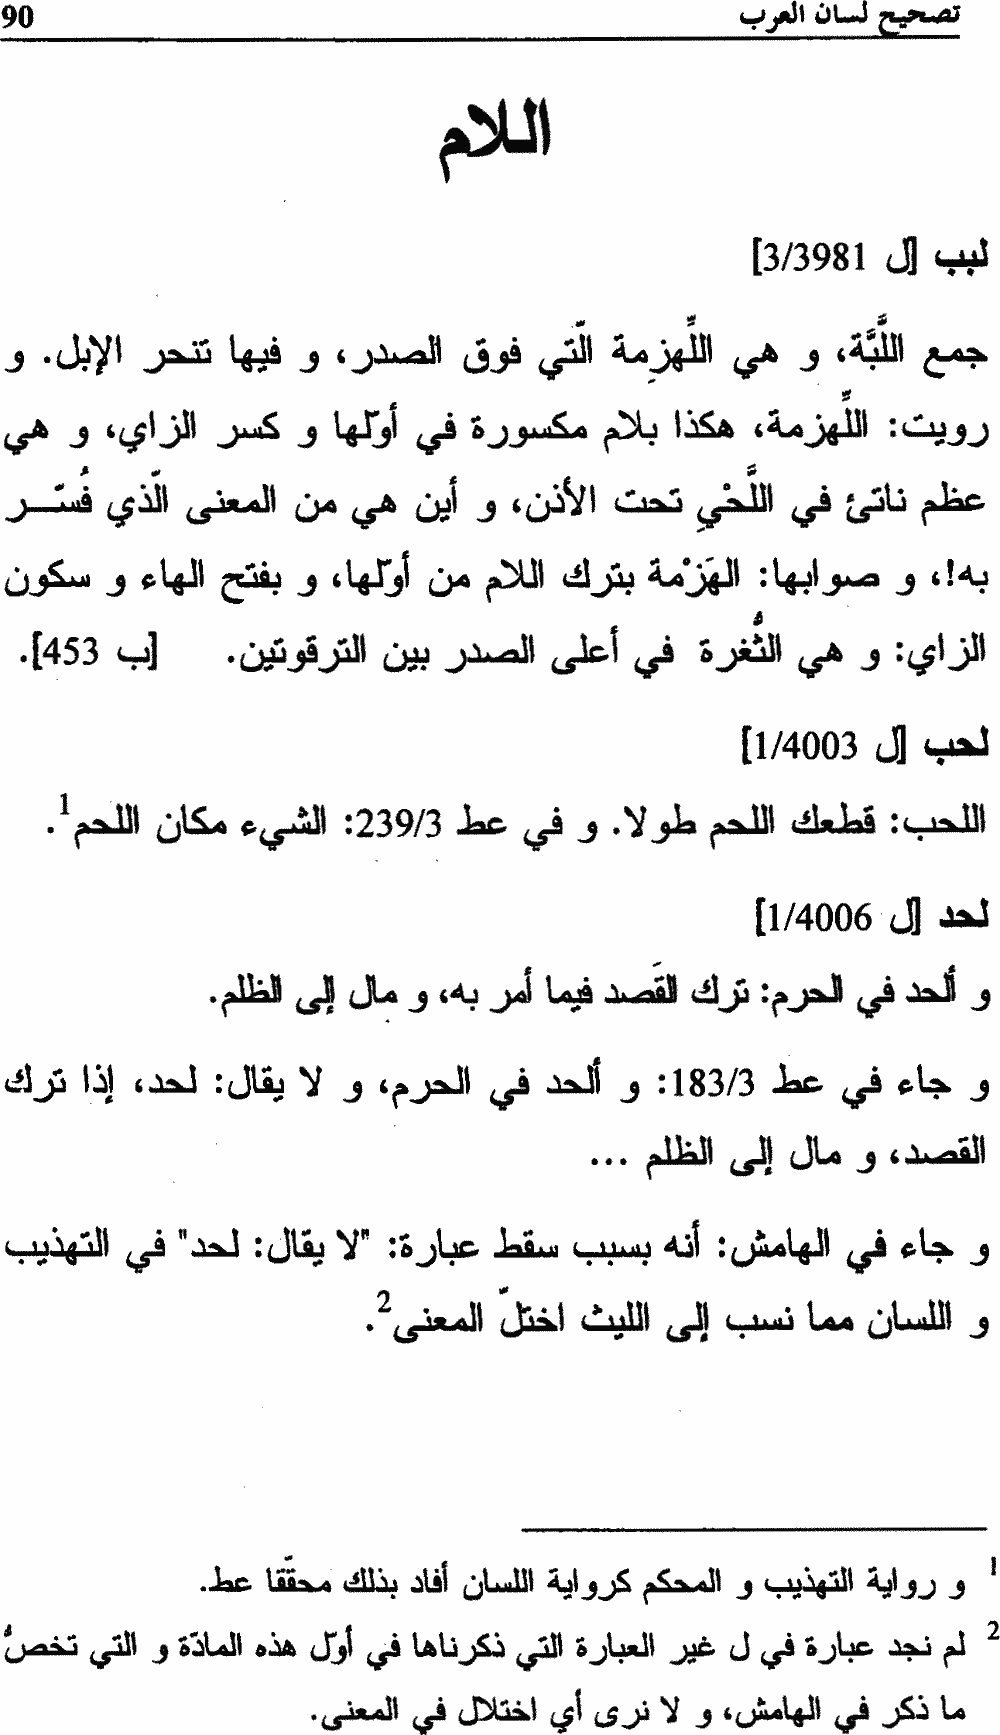 تصحيح لسان العرب 90
اللام
لبب [ل 3/3981]
جمع اللَّبَّة، و هي اللِّهزِمة الّتي فوق الصدر، و فيها تنحر الإبل. و
رويت: اللِّهزمة، هكذا بلام مكسورة في أوّلها و كسر الزاي، و هي
عظم ناتئ في اللَّحْيِ تحت الأذن، و أين هي من المعنى الّذي فُسّـر
به!، و صوابها: الهَزْمة بترك اللام من أوّلها، و بفتح الهاء و سكون
الزاي: و هي الثُّغرة في أعلى الصدر بين الترقوتين. [ب 453].
لحب [ل 1/4003]
اللحب: قطعك اللحم طولا. و في عط 239/3: الشيء مكان اللحم1.
لحد [ل 1/4006]
و ألحد في الحرم: ترك القَصد فيما أمر به، و مال إلى الظلم.
و جاء في عط 183/3: و ألحد في الحرم، و لا يقال: لحد، إذا ترك
القصد، و مال إلى الظلم ...
و جاء في الهامش: أنه بسبب سقط عبارة: "لا يقال: لحد" في التهذيب
و اللسان مما نسب إلى الليث اختلّ المعنى2.
1 و رواية التهذيب و المحكم كرواية اللسان أفاد بذلك محقّقا عط.
2 لم نجد عبارة في ل غير العبارة التي ذكرناها في أوّل هذه المادّة و التي تخصُّ
ما ذكر في الهامش، و لا نرى أي اختلال في المعنى.